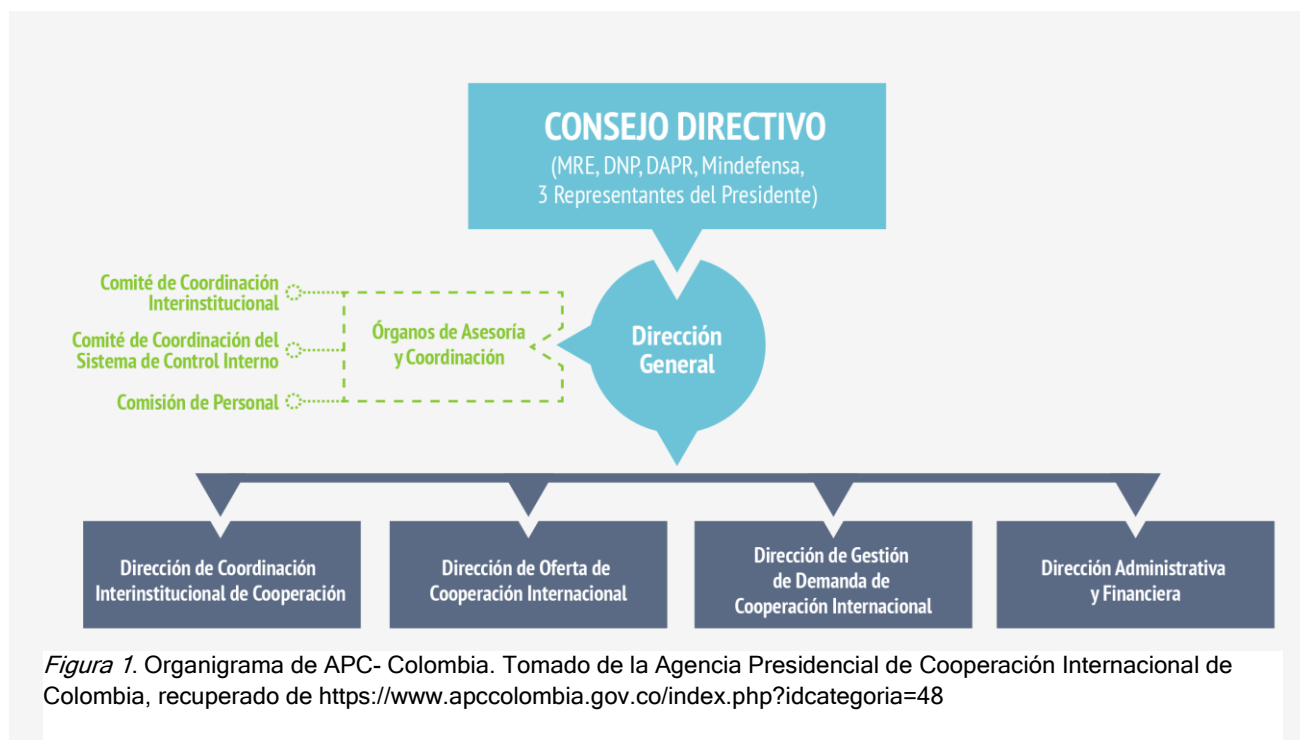 CONSEJO DIRECTIVO
(MRE, DNP, DAPR, Mindefensa,
3 Representantes del Presidente)
Comité de Coordinación
Interinstitucional
Comité de Coordinación del
Sistema de Control Interno
Comisión de Personal
Órganos de Asesoría
y Coordinación
Dirección
General
Dirección de Coordinación
Interinstitucional de Cooperación
Dirección de Oferta de
Cooperación Internacional
Dirección de Gestión
de Demanda de
Cooperación Internacional
Dirección Administrativa
y Financiera
Figura 1. Organigrama de APC- Colombia. Tomado de la Agencia Presidencial de Cooperación Internacional de
Colombia, recuperado de https://www.apccolombia.gov.co/index.php?idcategoria=48